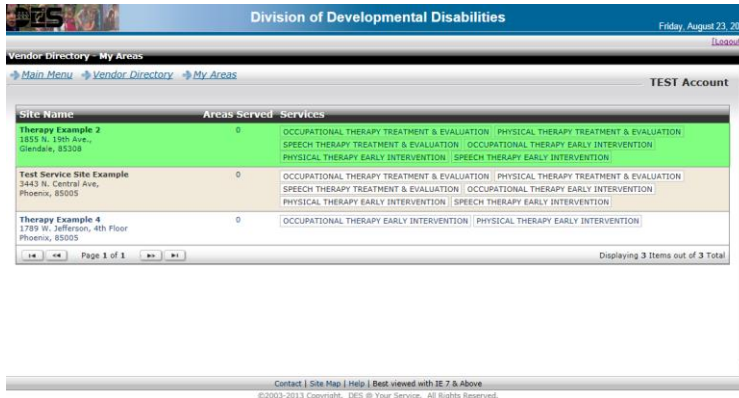 DES
Division of Developmental Disabilities
Friday, August 23, 20
[Logout
Vendor Directory - My Areas
Main Menu Vendor Directory My Areas
TEST Account
Site Name Areas Served Services
Therapy Example 2
1855 N. 19th Ave.,
Glendale, 85308
0
OCCUPATIONAL THERAPY TREATMENT & EVALUATION PHYSICAL THERAPY TREATMENT & EVALUATION
SPEECH THERAPY TREATMENT & EVALUATION OCCUPATIONAL THERAPY EARLY INTERVENTION
PHYSICAL THERAPY EARLY INTERVENTION SPEECH THERAPY EARLY INTERVENTION
Test Service Site Example
3443 N. Central Ave,
Phoenix, 85005
0
OCCUPATIONAL THERAPY TREATMENT & EVALUATION PHYSICAL THERAPY TREATMENT & EVALUATION
SPEECH THERAPY TREATMENT & EVALUATION OCCUPATIONAL THERAPY EARLY INTERVENTION
PHYSICAL THERAPY EARLY INTERVENTION SPEECH THERAPY EARLY INTERVENTION
Therapy Example 4
1789 W. Jefferson, 4th Floor
Phoenix, 85005
0
OCCUPATIONAL THERAPY EARLY INTERVENTION PHYSICAL THERAPY EARLY INTERVENTION
Page 1 of 1
Displaying 3 Items out of 3 Total
Contact | Site Map | Help | Best viewed with IE 7 & Above
©2003-2013 Copyright. DES @ Your Service. All Rights Reserved.